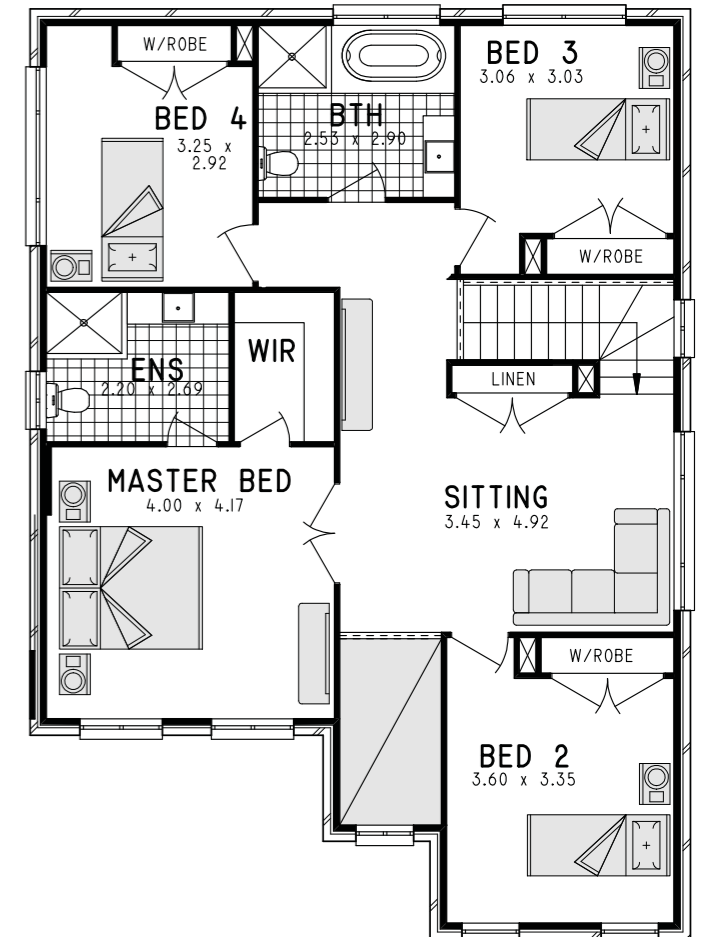 W/ROBE
BED 4
3.25 x
2.92
BTH
2.53 x 2.90
BED 3
3.06 x 3.03
W/ROBE
ENS
2.20 x 2.69
WIR
LINEN
MASTER BED
4.00 x 4.17
SITTING
3.45 x 4.92
W/ROBE
BED 2
3.60 x 3.35